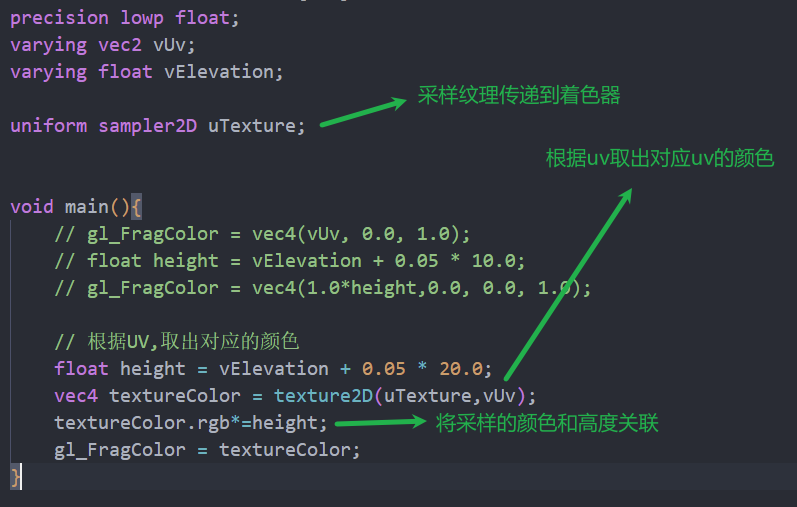 precision lowp float;
varying vec2 vUv;
varying float vElevation;
采样纹理传递到着色器
uniform sampler2D uTexture;
根据uv取出对应uv的颜色
void main(){
// gl_FragColor = vec4(vUv, 0.0, 1.0);
// float height = vElevation + 0.05 * 10.0;
// gl_FragColor = vec4(1.0*height,0.0, 0.0, 1.0);
// 根据UV,取出对应的颜色
float height = vElevation + 0.05 * 20.0;
vec4 textureColor = texture2D(uTexture,vUv);
textureColor.rgb*=height;
将采样的颜色和高度关联
gl_FragColor = textureColor;
}